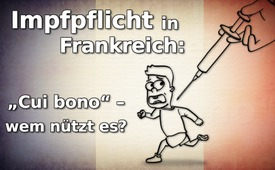 Impfpflicht in
Frankreich:
„Cui bono“ –
wem nützt es?